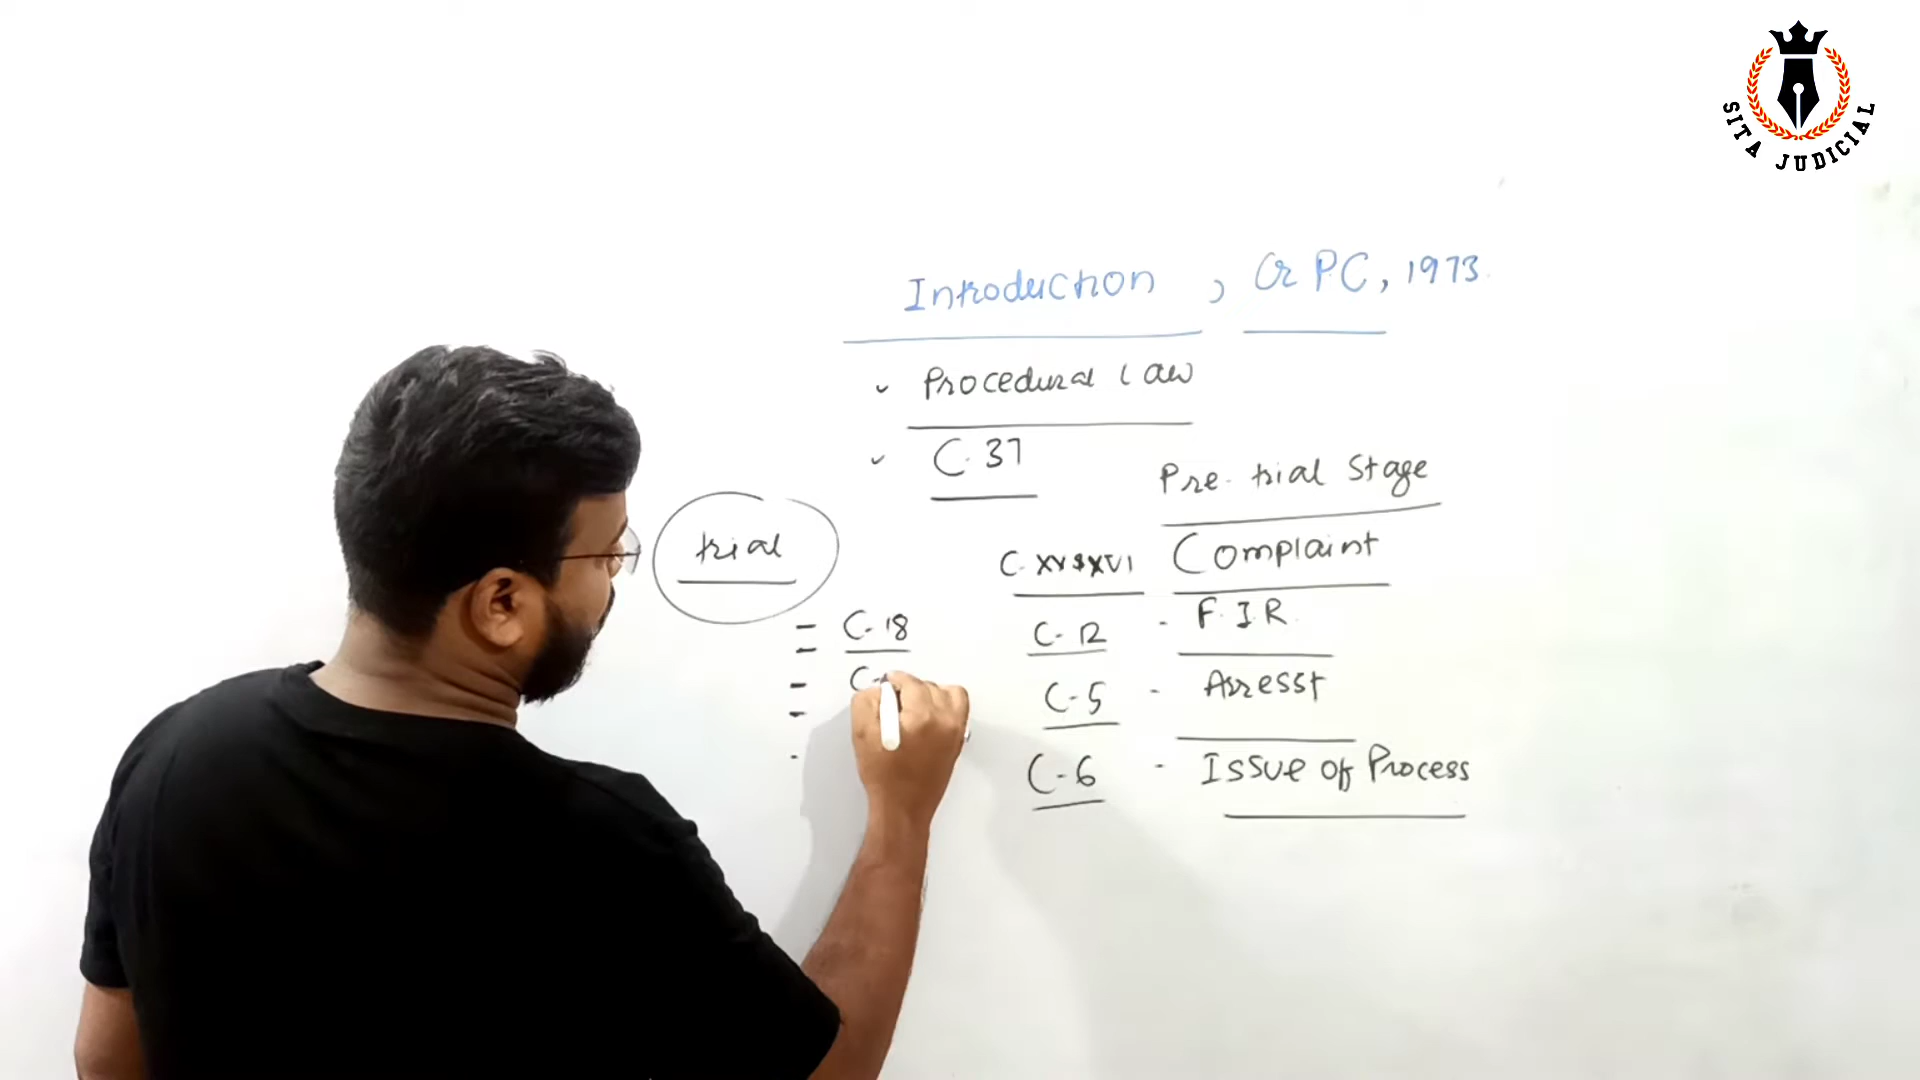 SITA JUDICIAL
Introduction, Cr PC, 1973.
Procedural Law
C. 37
Pre-trial Stage
trial
C. XV & XVI Complaint
C-18
C-12 - F.I.R.
C-5 - Arresst
C-6 - Issue of Process